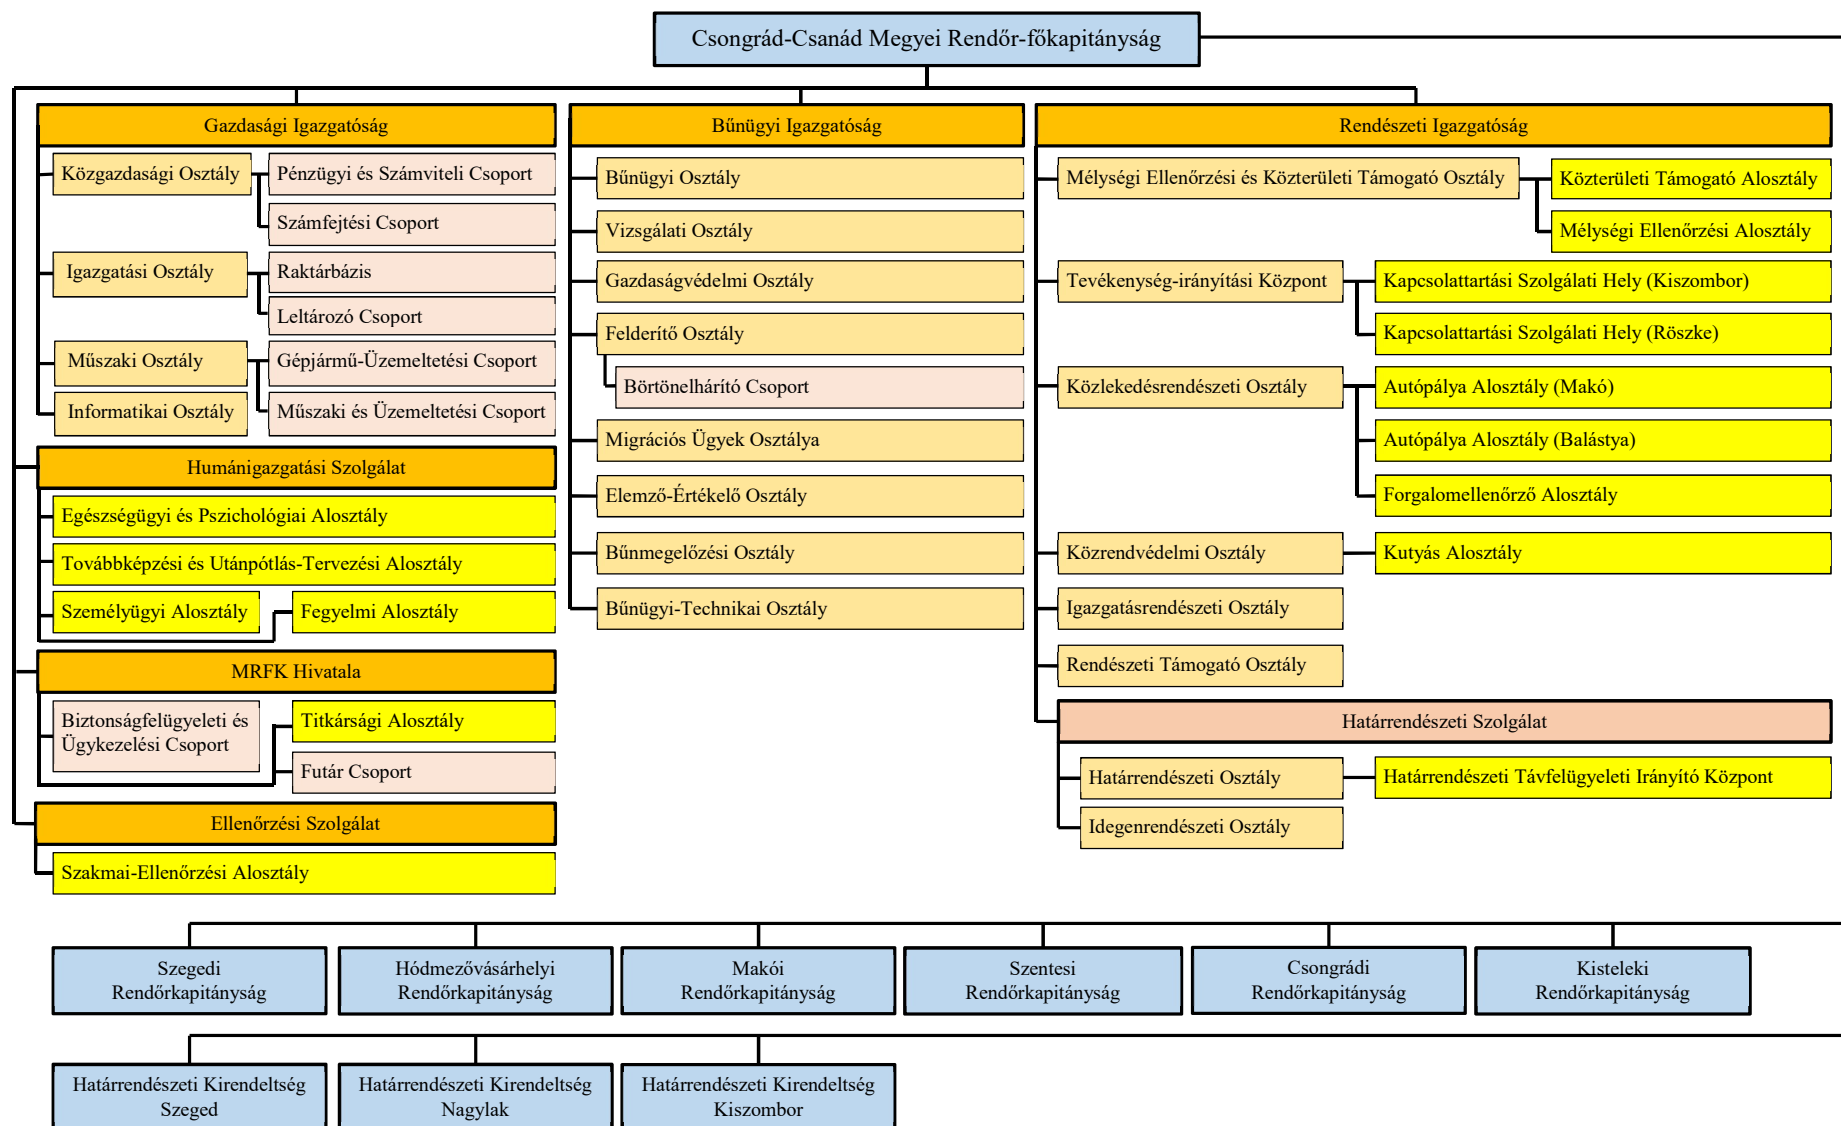 Csongrád-Csanád Megyei Rendőr-főkapitányság
Gazdasági Igazgatóság
Közgazdasági Osztály
Pénzügyi és Számviteli Csoport
Számfejtési Csoport
Igazgatási Osztály
Raktárbázis
Leltározó Csoport
Műszaki Osztály
Gépjármű-Üzemeltetési Csoport
Informatikai Osztály
Műszaki és Üzemeltetési Csoport
Humánigazgatási Szolgálat
Egészségügyi és Pszichológiai Alosztály
Továbbképzési és Utánpótlás-Tervezési Alosztály
Személyügyi Alosztály
Fegyelmi Alosztály
MRFK Hivatala
Biztonságfelügyeleti és
Ügykezelési Csoport
Titkársági Alosztály
Futár Csoport
Ellenőrzési Szolgálat
Szakmai-Ellenőrzési Alosztály
Bűnügyi Igazgatóság
Bűnügyi Osztály
Vizsgálati Osztály
Gazdaságvédelmi Osztály
Felderítő Osztály
Börtönelhárító Csoport
Migrációs Ügyek Osztálya
Elemző-Értékelő Osztály
Bűnmegelőzési Osztály
Bűnügyi-Technikai Osztály
Rendészeti Igazgatóság
Mélységi Ellenőrzési és Közterületi Támogató Osztály
Közterületi Támogató Alosztály
Mélységi Ellenőrzési Alosztály
Tevékenység-irányítási Központ
Kapcsolattartási Szolgálati Hely (Kiszombor)
Kapcsolattartási Szolgálati Hely (Röszke)
Közlekedésrendészeti Osztály
Autópálya Alosztály (Makó)
Autópálya Alosztály (Balástya)
Forgalomellenőrző Alosztály
Közrendvédelmi Osztály
Kutyás Alosztály
Igazgatásrendészeti Osztály
Rendészeti Támogató Osztály
Határrendészeti Szolgálat
Határrendészeti Osztály
Határrendészeti Távfelügyeleti Irányító Központ
Idegenrendészeti Osztály
Szegedi
Rendőrkapitányság
Hódmezővásárhelyi
Rendőrkapitányság
Makói
Rendőrkapitányság
Szentesi
Rendőrkapitányság
Csongrádi
Rendőrkapitányság
Kisteleki
Rendőrkapitányság
Határrendészeti Kirendeltség
Szeged
Határrendészeti Kirendeltség
Nagylak
Határrendészeti Kirendeltség
Kiszombor